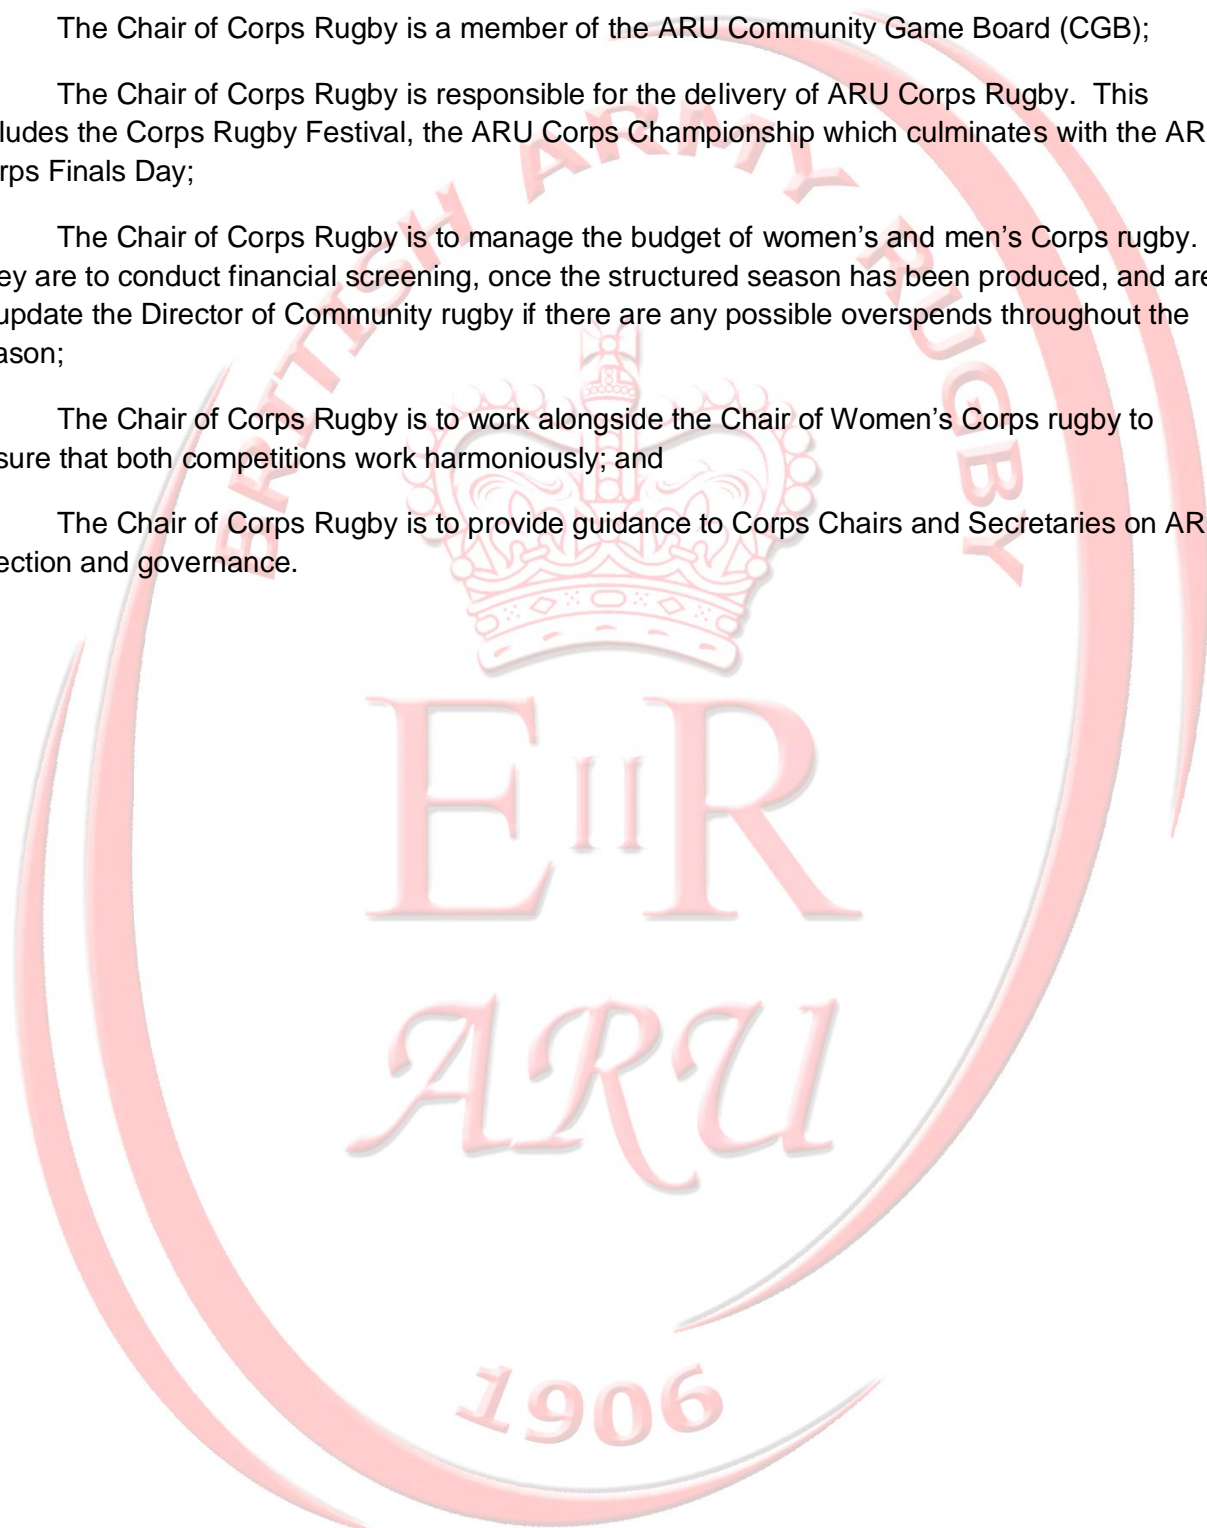 The Chair of Corps Rugby is a member of the ARU Community Game Board (CGB);
The Chair of Corps Rugby is responsible for the delivery of ARU Corps Rugby. This
ludes the Corps Rugby Festival, the ARU Corps Championship which culminates with the AR
rps Finals Day;
The Chair of Corps Rugby is to manage the budget of women’s and men’s Corps rugby.
ey are to conduct financial screening, once the structured season has been produced, and are
update the Director of Community rugby if there are any possible overspends throughout the
ason;
The Chair of Corps Rugby is to work alongside the Chair of Women’s Corps rugby to
sure that both competitions work harmoniously; and
The Chair of Corps Rugby is to provide guidance to Corps Chairs and Secretaries on AR
ection and governance.
BRITISH ARMY RUGBY
E II R
ARU
1906